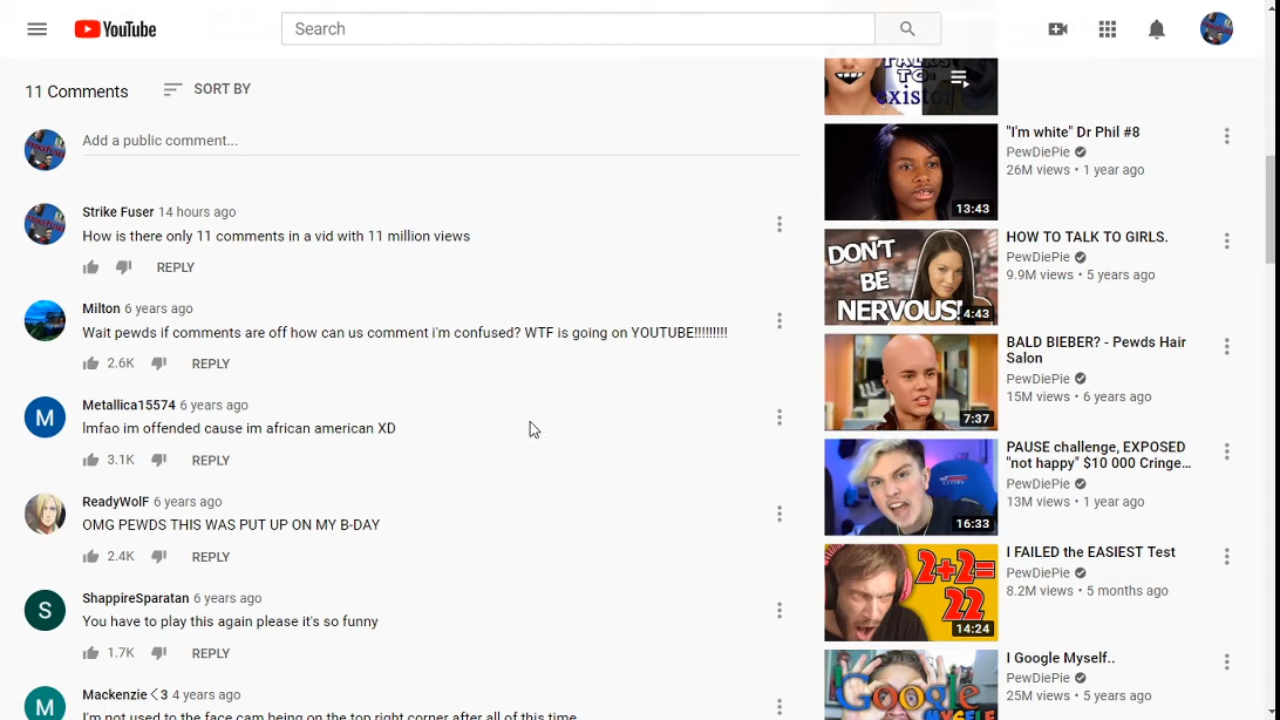 YouTube
Search
11 Comments
SORT BY
Add a public comment...
Strike Fuser 14 hours ago
How is there only 11 comments in a vid with 11 million views
REPLY
Milton 6 years ago
Wait pewds if comments are off how can us comment i'm confused? WTF is going on YOUTUBE!!!!!!!!!
2.6K REPLY
M
Metallica15574 6 years ago
lmfao im offended cause im african american XD
3.1K REPLY
ReadyWolF 6 years ago
OMG PEWDS THIS WAS PUT UP ON MY B-DAY
2.4K REPLY
S
ShappireSparatan 6 years ago
You have to play this again please it's so funny
1.7K REPLY
M
Mackenzie <3 4 years ago
I'm not used to the face cam being on the top right corner after all of this time
TALKS
TO:
existor
"I'm white" Dr Phil #8
PewDiePie
26M views • 1 year ago
13:43
DON'T
BE
NERVOUS!
4:43
HOW TO TALK TO GIRLS.
PewDiePie
9.9M views • 5 years ago
7:37
BALD BIEBER? - Pewds Hair
Salon
PewDiePie
15M views • 6 years ago
16:33
PAUSE challenge, EXPOSED
"not happy" $10 000 Cringe...
PewDiePie
13M views • 1 year ago
2+2=
22
14:24
I FAILED the EASIEST Test
PewDiePie
8.2M views • 5 months ago
Google
MYSELF
I Google Myself..
PewDiePie
25M views • 5 years ago